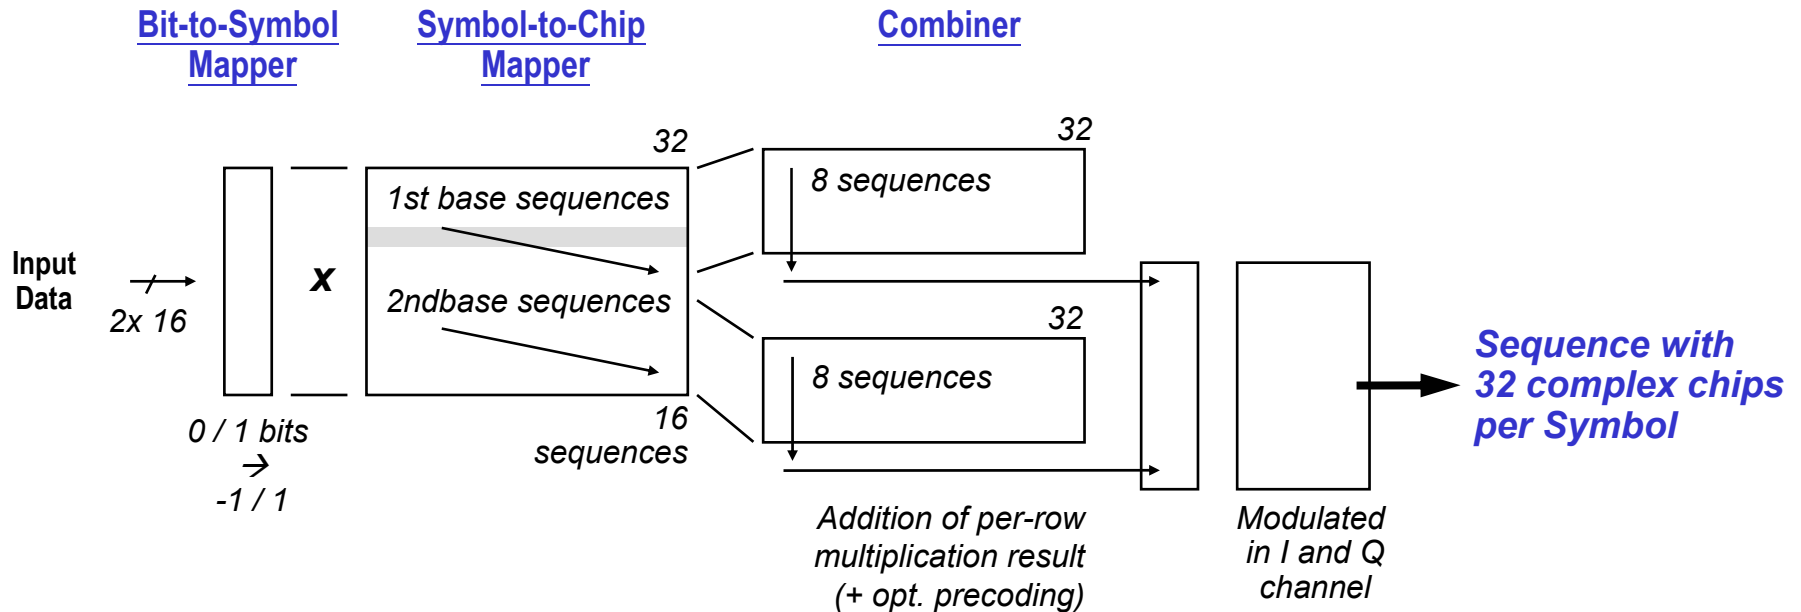 Bit-to-Symbol
Mapper
Symbol-to-Chip
Mapper
Combiner
Input
Data
2x 16
0 / 1 bits
→
-1 / 1
x
32
1st base sequences
2ndbase sequences
16
sequences
32
8 sequences
32
8 sequences
Addition of per-row
multiplication result
(+ opt. precoding)
Modulated
in I and Q
channel
Sequence with
32 complex chips
per Symbol